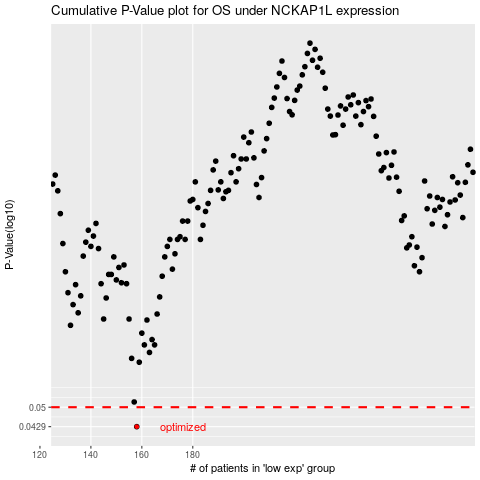 Cumulative P-Value plot for OS under NCKAP1L expression
P-Value(log10)
0.05
0.0429
optimized
120 140 160 180
# of patients in 'low exp' group